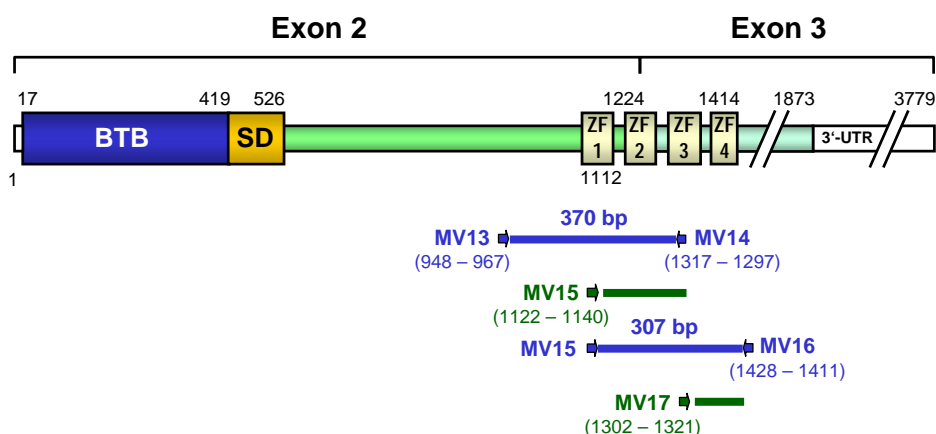 Exon 2 Exon 3
17 419 526 1224 1414 1873 3779
BTB SD ZF 1 ZF 2 ZF 3 ZF 4 3‘-UTR
1 1112
370 bp
MV13 MV14
(948 – 967) (1317 – 1297)
MV15
(1122 – 1140)
307 bp
MV15 MV16
(1428 – 1411)
MV17
(1302 – 1321)